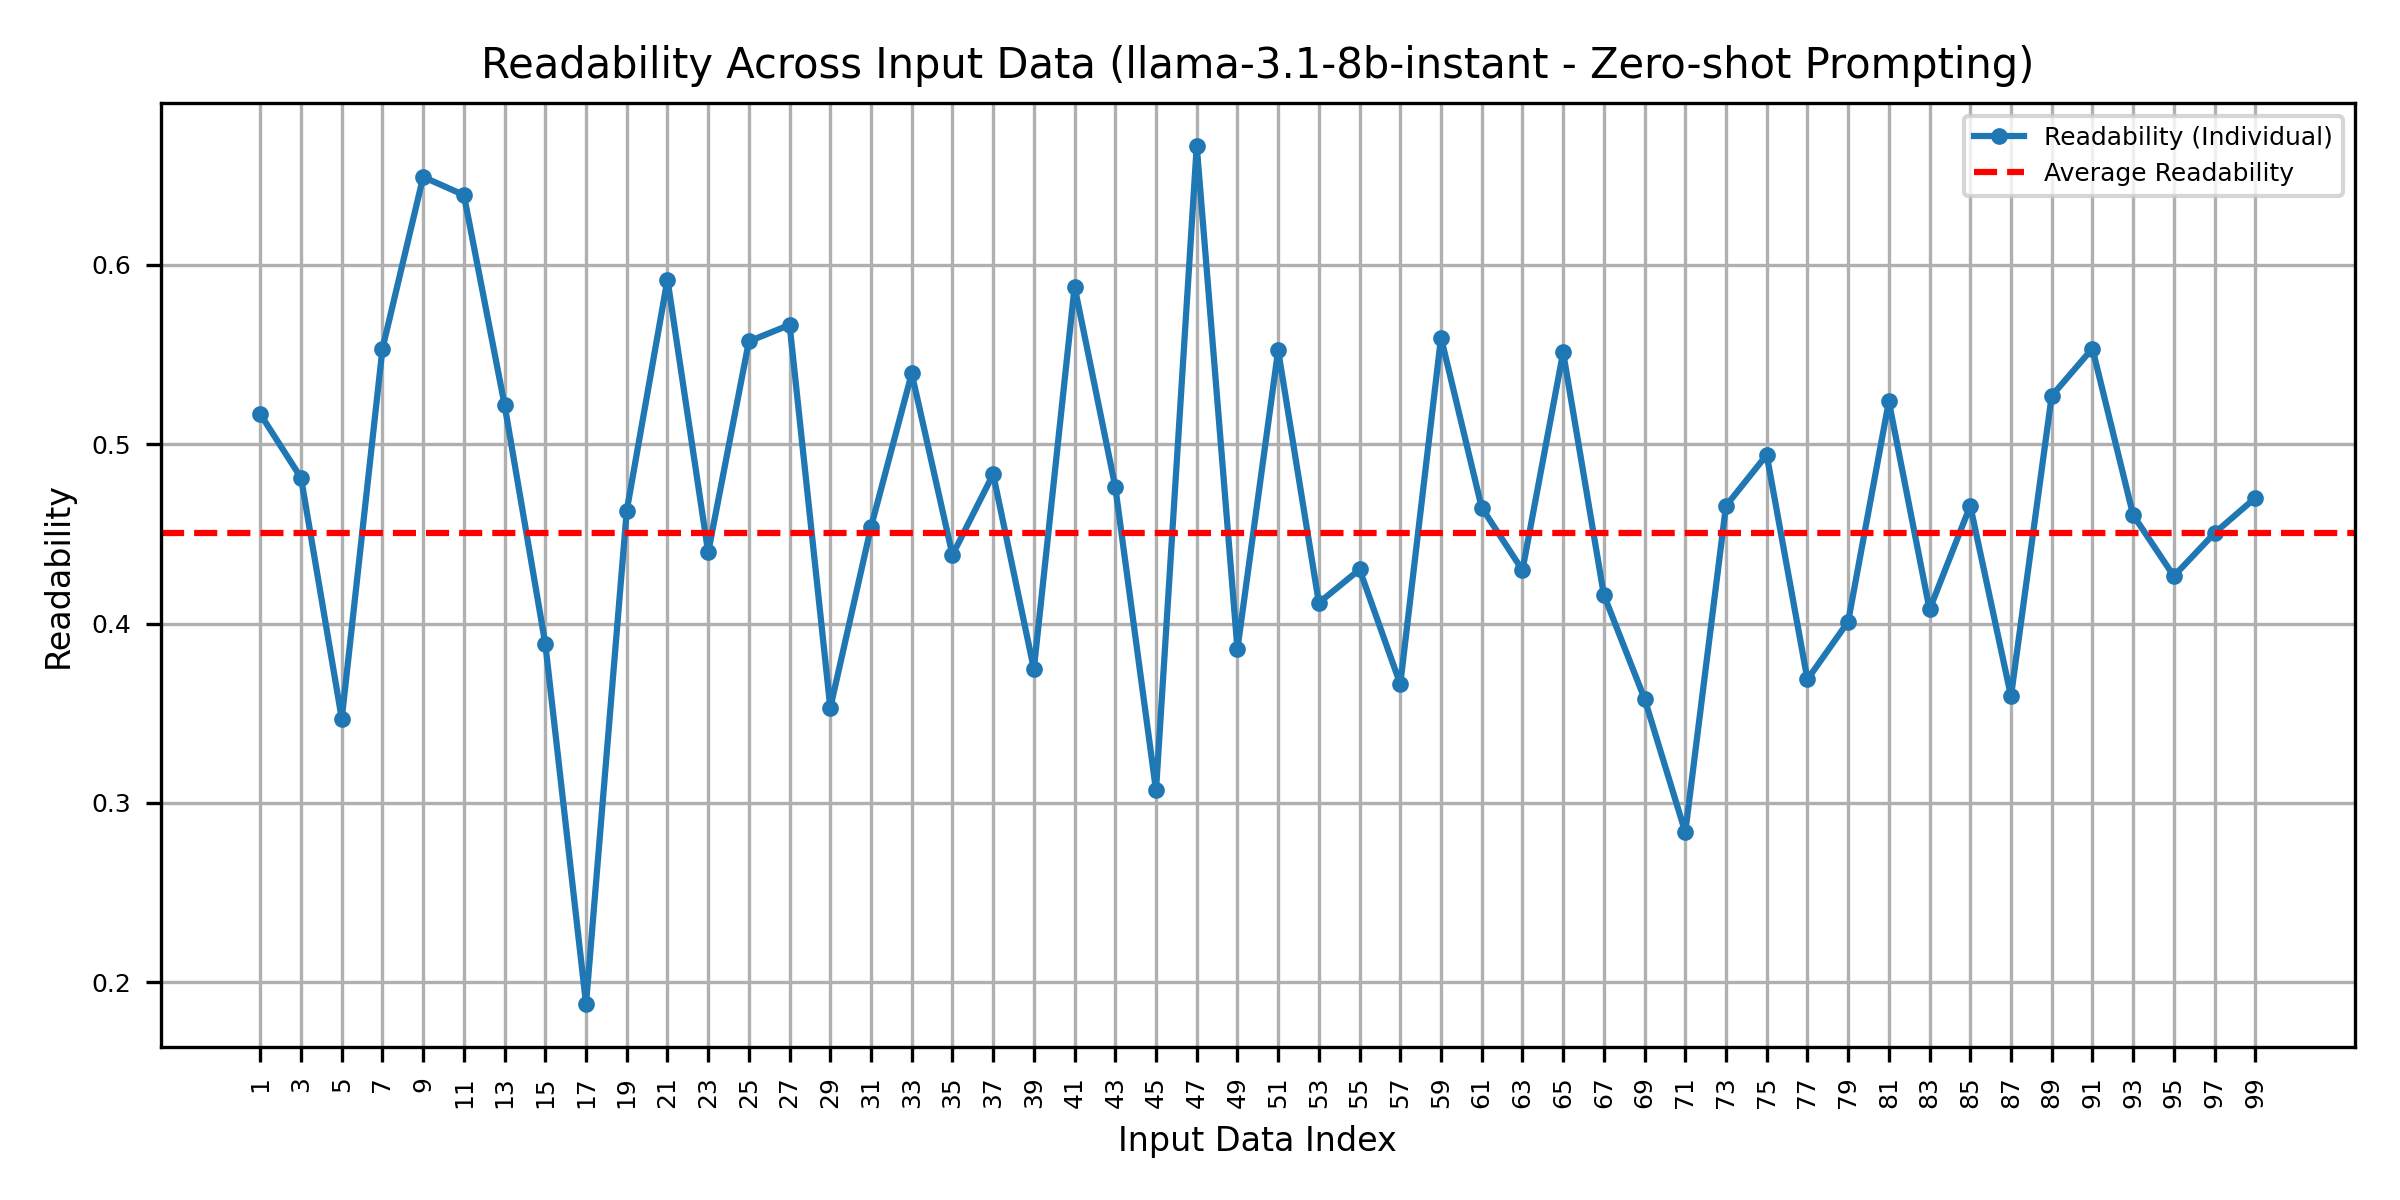 Readability Across Input Data (llama-3.1-8b-instant - Zero-shot Prompting)
Readability (Individual)
Average Readability
Readability
0.6
0.5
0.4
0.3
0.2
1 3 5 7 9 11 13 15 17 19 21 23 25 27 29 31 33 35 37 39 41 43 45 47 49 51 53 55 57 59 61 63 65 67 69 71 73 75 77 79 81 83 85 87 89 91 93 95 97 99
Input Data Index